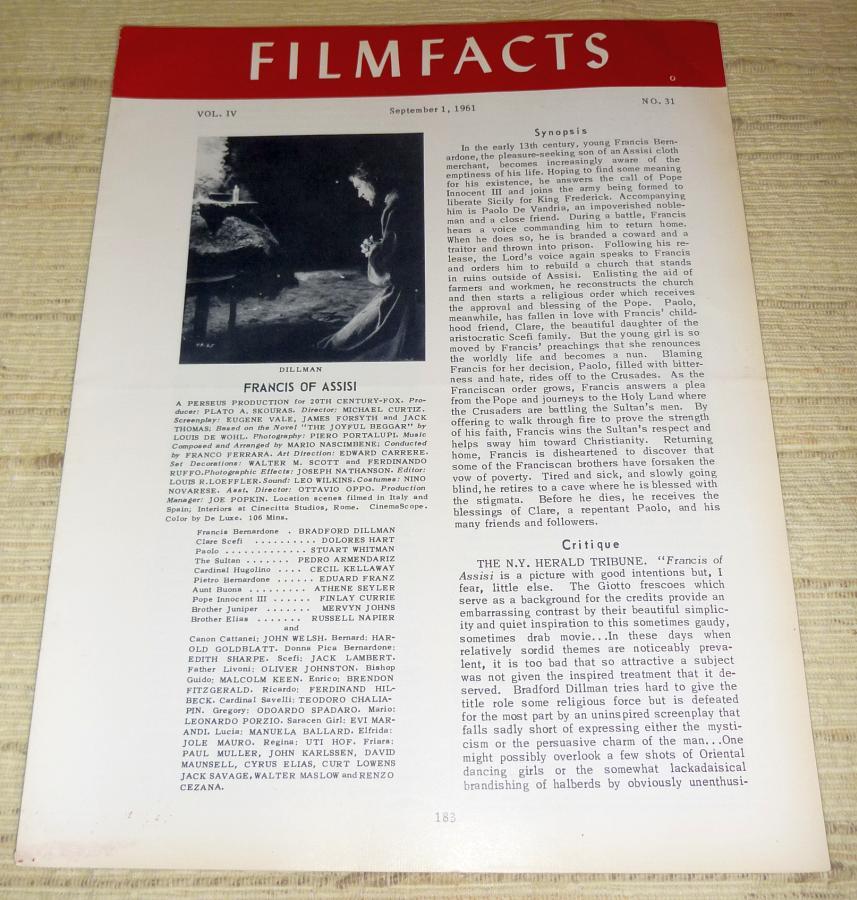 FILMFACTS
VOL. IV
September 1, 1961
NO. 31
DILLMAN
FRANCIS OF ASSISI
A PERSEUS PRODUCTION for 20TH CENTURY-FOX. Pro-
ducer: PLATO A. SKOURAS. Director: MICHAEL CURTIZ.
Screenplay: EUGENE VALE, JAMES FORSYTH and JACK
THOMAS; Based on the Novel "THE JOYFUL BEGGAR" by
LOUIS DE WOHL. Photography: PIERO PORTALUPI. Music
Composed and Arranged by MARIO NASCIMBENE; Conducted
by FRANCO FERRARA. Art Direction: EDWARD CARRERE.
Set Decorations: WALTER M. SCOTT and FERDINANDO
RUFFO. Photographic Effects: JOSEPH NATHANSON. Editor:
LOUIS R. LOEFFLER. Sound: LEO WILKINS. Costumes: NINO
NOVARESE. Asst. Director: OTTAVIO OPPO. Production
Manager: JOE POPKIN. Location scenes filmed in Italy and
Spain; Interiors at Cinecitta Studios, Rome. CinemaScope.
Color by De Luxe. 106 Mins.
Francis Bernardone . BRADFORD DILLMAN
Clare Scefi .......... DOLORES HART
Paolo ............. STUART WHITMAN
The Sultan ....... PEDRO ARMENDARIZ
Cardinal Hugolino .... CECIL KELLAWAY
Pietro Bernardone ...... EDUARD FRANZ
Aunt Buona ......... ATHENE SEYLER
Pope Innocent III ...... FINLAY CURRIE
Brother Juniper ....... MERVYN JOHNS
Brother Elias ....... RUSSELL NAPIER
and
Canon Cattanei; JOHN WELSH. Bernard: HAR-
OLD GOLDBLATT. Donna Pica Bernardone:
EDITH SHARPE. Scefi: JACK LAMBERT.
Father Livoni: OLIVER JOHNSTON. Bishop
Guido: MALCOLM KEEN. Enrico: BRENDON
FITZGERALD. Ricardo: FERDINAND HIL-
BECK. Cardinal Savelli: TEODORO CHALIA-
PIN. Gregory: ODOARDO SPADARO. Mario:
LEONARDO PORZIO. Saracen Girl: EVI MAR-
ANDI. Lucia: MANUELA BALLARD. Elfrida:
JOLE MAURO. Regina: UTI HOF. Friars:
PAUL MULLER, JOHN KARLSSEN, DAVID
MAUNSELL, CYRUS ELIAS, CURT LOWENS
JACK SAVAGE, WALTER MASLOW and RENZO
CEZANA.
Synopsis
In the early 13th century, young Francis Bern-
ardone, the pleasure-seeking son of an Assisi cloth
merchant, becomes increasingly aware of the
emptiness of his life. Hoping to find some meaning
for his existence, he answers the call of Pope
Innocent III and joins the army being formed to
liberate Sicily for King Frederick. Accompanying
him is Paolo De Vandria, an impoverished noble-
man and a close friend. During a battle, Francis
hears a voice commanding him to return home.
When he does so, he is branded a coward and a
traitor and thrown into prison. Following his re-
lease, the Lord's voice again speaks to Francis
and orders him to rebuild a church that stands
in ruins outside of Assisi. Enlisting the aid of
farmers and workmen, he reconstructs the church
and then starts a religious order which receives
the approval and blessing of the Pope. Paolo,
meanwhile, has fallen in love with Francis' child-
hood friend, Clare, the beautiful daughter of the
aristocratic Scefi family. But the young girl is so
moved by Francis' preachings that she renounces
the worldly life and becomes a nun. Blaming
Francis for her decision, Paolo, filled with bitter-
ness and hate, rides off to the Crusades. As the
Franciscan order grows, Francis answers a plea
from the Pope and journeys to the Holy Land where
the Crusaders are battling the Sultan's men. By
offering to walk through fire to prove the strength
of his faith, Francis wins the Sultan's respect and
helps sway him toward Christianity. Returning
home, Francis is disheartened to discover that
some of the Franciscan brothers have forsaken the
vow of poverty. Tired and sick, and slowly going
blind, he retires to a cave where he is blessed with
the stigmata. Before he dies, he receives the
blessings of Clare, a repentant Paolo, and his
many friends and followers.
Critique
THE N.Y. HERALD TRIBUNE. "Francis of
Assisi is a picture with good intentions but, I
fear, little else. The Giotto frescoes which
serve as a background for the credits provide an
embarrassing contrast by their beautiful simplic-
ity and quiet inspiration to this sometimes gaudy,
sometimes drab movie...In these days when
relatively sordid themes are noticeably preva-
lent, it is too bad that so attractive a subject
was not given the inspired treatment that it de-
served. Bradford Dillman tries hard to give the
title role some religious force but is defeated
for the most part by an uninspired screenplay that
falls sadly short of expressing either the mysti-
cism or the persuasive charm of the man...One
might possibly overlook a few shots of Oriental
dancing girls or the somewhat lackadaisical
brandishing of halberds by obviously unenthusi-
183